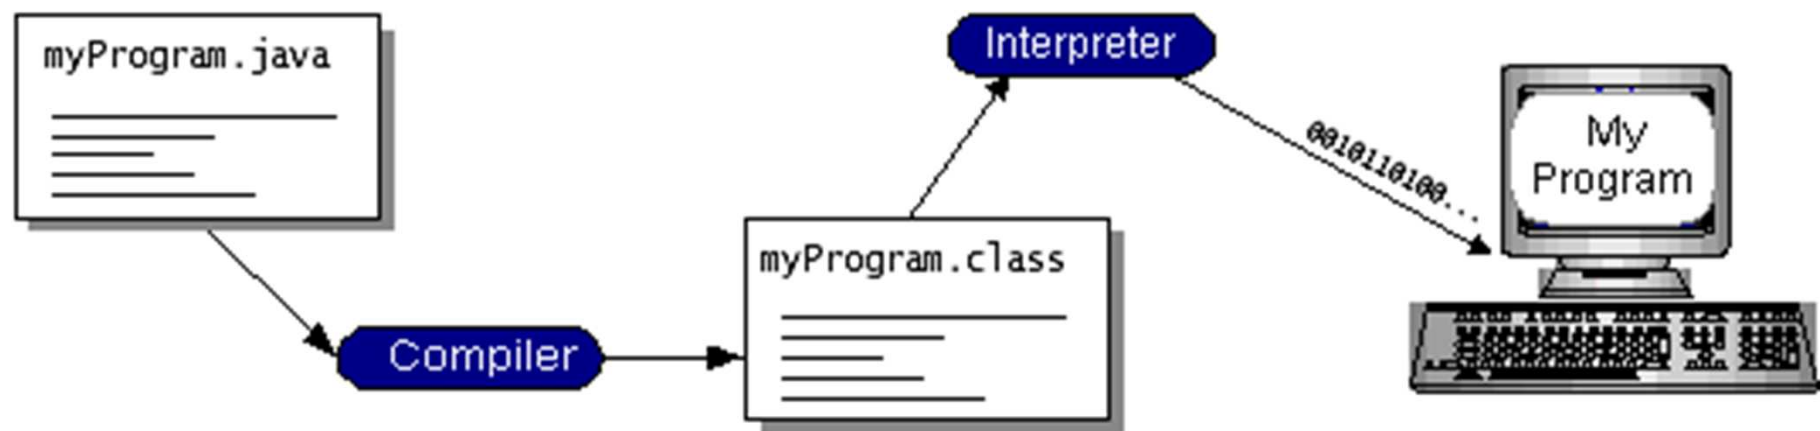 myProgram.java
Compiler
myProgram.class
Interpreter
0010110100...
My
Program